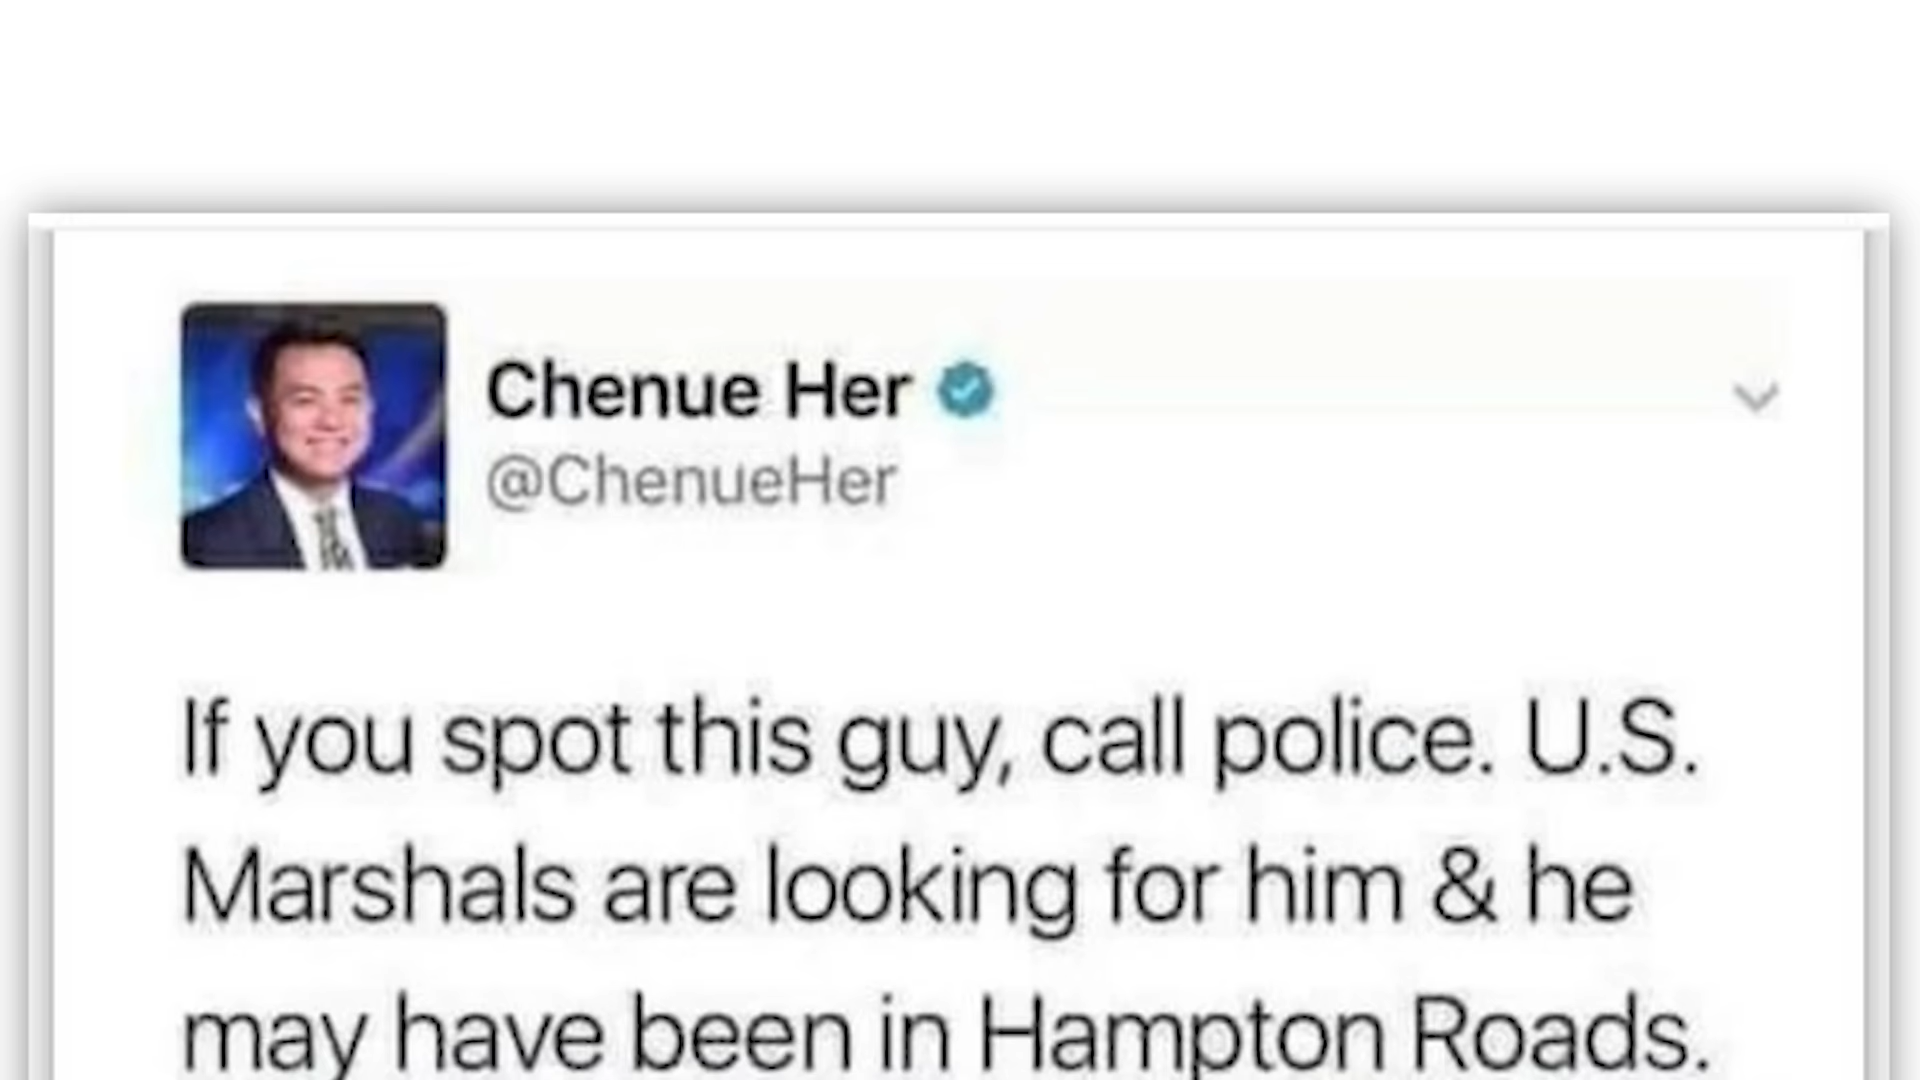 Chenue Her
@ChenueHer
If you spot this guy, call police. U.S.
Marshals are looking for him & he
may have been in Hampton Roads.